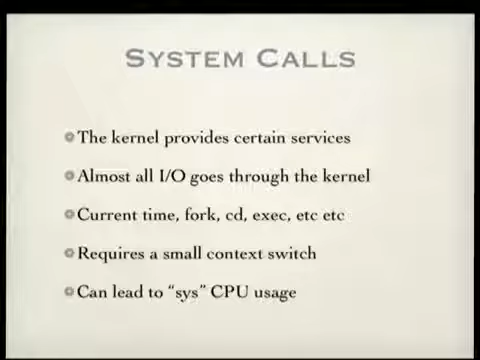 System Calls
The kernel provides certain services
Almost all I/O goes through the kernel
Current time, fork, cd, exec, etc etc
Requires a small context switch
Can lead to “sys” CPU usage